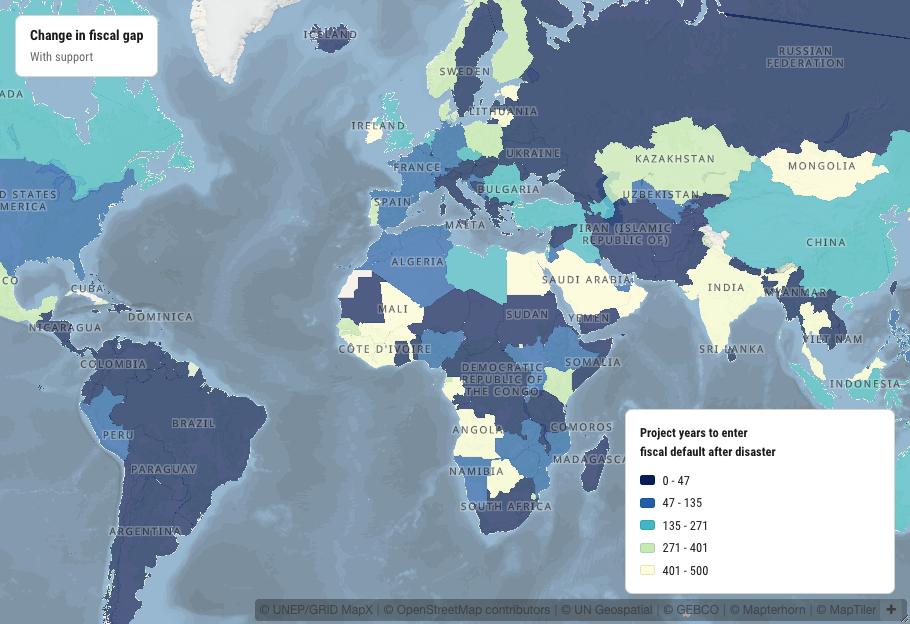 Change in fiscal gap
With support
ICELAND
RUSSIAN
FEDERATION
SWEDEN
ADA
LITHUANIA
IRELAND
UKRAINE
KAZAKHSTAN
MONGOLIA
FRANCE
D STATES
MERICA
BULGARIA
UZBEKISTAN
SPAIN
MALTA
IRAN (ISLAMIC
REPUBLIC OF)
CHINA
ALGERIA
CO
CUBA
SAUDI ARABIA
INDIA
MYANMAR
MALI
DOMINICA
SUDAN
YEMEN
NICARAGUA
VIET NAM
CÔTE D'IVOIRE
SRI LANKA
COLOMBIA
SOMALIA
DEMOCRATIC
REPUBLIC OF
THE CONGO
INDONESIA
BRAZIL
ANGOLA
COMOROS
PERU
MADAGASCA
PARAGUAY
NAMIBIA
SOUTH AFRICA
ARGENTINA
Project years to enter
fiscal default after disaster
0 - 47
47 - 135
135 - 271
271 - 401
401 - 500
© UNEP/GRID MapX | © OpenStreetMap contributors | © UN Geospatial | © GEBCO | © Mapterhorn | © MapTiler +